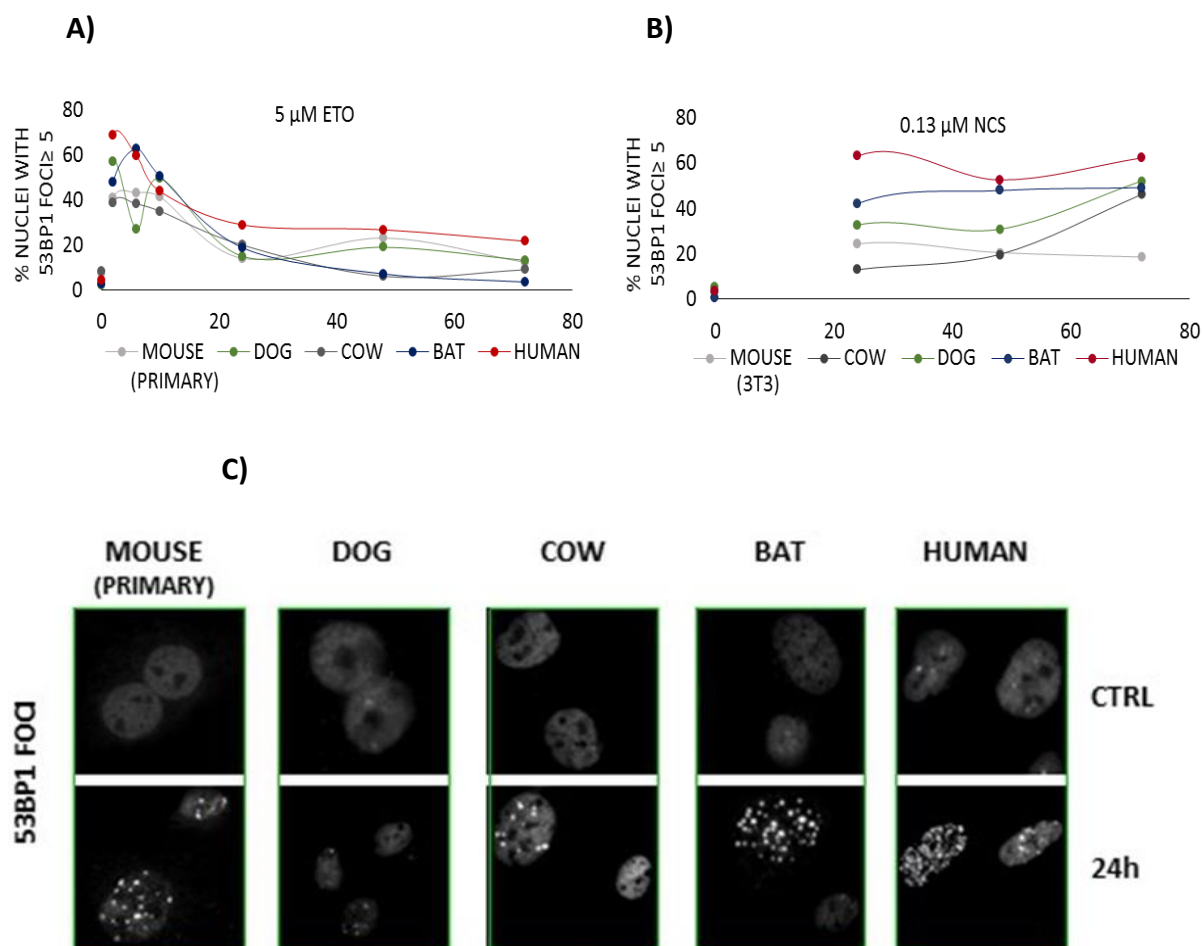 A)
5 µM ETO
% NUCLEI WITH
53BP1 FOCI≥ 5
80
60
40
20
0
0 20 40 60 80
MOUSE DOG COW BAT HUMAN
(PRIMARY)
B)
0.13 µM NCS
% NUCLEI WITH
53BP1 FOCI≥ 5
80
60
40
20
0
0 20 40 60 80
MOUSE COW DOG BAT HUMAN
(3T3)
C)
MOUSE DOG COW BAT HUMAN
(PRIMARY)
53BP1 FOCI
CTRL
24h